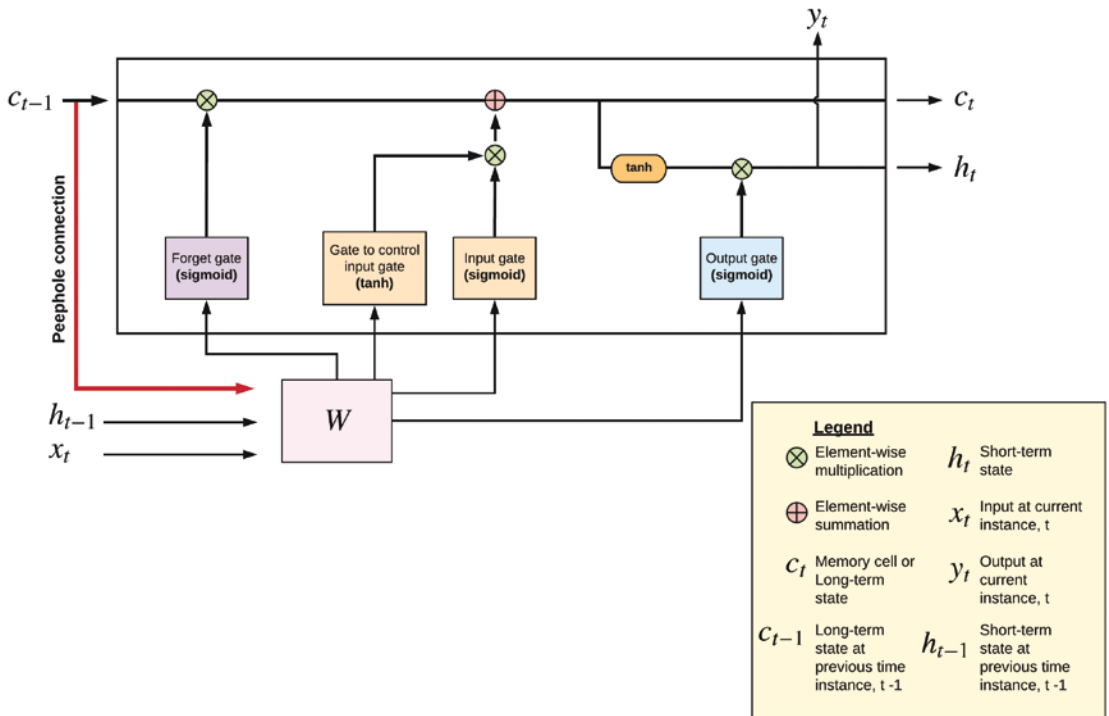 y_t
c_{t−1}
c_t
tanh
h_t
Peephole connection
Forget gate
(sigmoid)
Gate to control
input gate
(tanh)
Input gate
(sigmoid)
Output gate
(sigmoid)
h_{t−1}
x_t
W
Legend
Element-wise
multiplication
h_t Short-term
state
Element-wise
summation
x_t Input at current
instance, t
c_t Memory cell or
Long-term
state
y_t Output at
current
instance, t
c_{t−1} Long-term
state at
previous time
instance, t -1
h_{t−1} Short-term
state at
previous time
instance, t -1